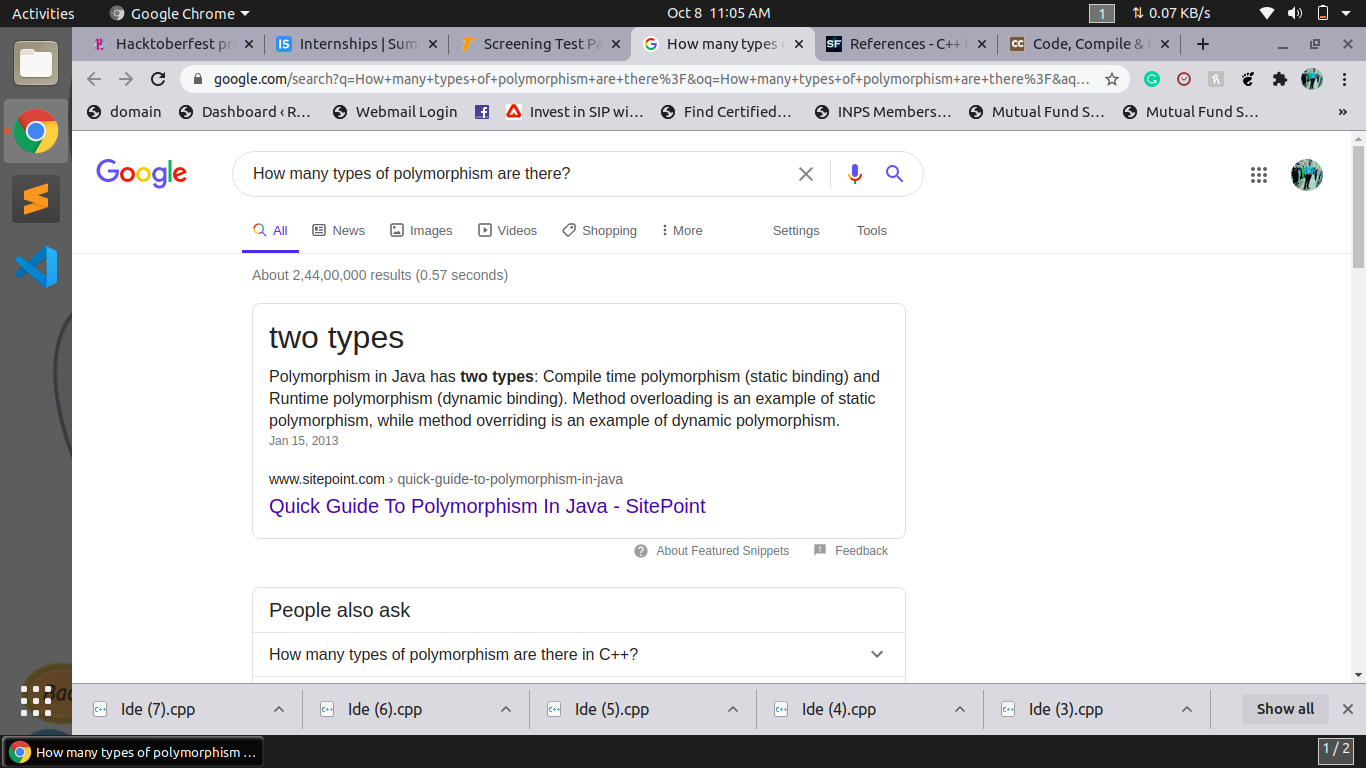 Activities
Google Chrome
Oct 8 11:05 AM
1
0.07 KB/s
Hacktoberfest pr
Internships | Sum
Screening Test Pa
How many types o
References - C++
Code, Compile &
google.com/search?q=How+many+types+of+polymorphism+are+there%3F&oq=How+many+types+of+polymorphism+are+there%3F&aq...
domain
Dashboard ‹ R...
Webmail Login
Invest in SIP wi...
Find Certified...
INPS Members...
Mutual Fund S...
Mutual Fund S...
»
Google
How many types of polymorphism are there?
All
News
Images
Videos
Shopping
More
Settings
Tools
About 2,44,00,000 results (0.57 seconds)
two types
Polymorphism in Java has two types: Compile time polymorphism (static binding) and
Runtime polymorphism (dynamic binding). Method overloading is an example of static
polymorphism, while method overriding is an example of dynamic polymorphism.
Jan 15, 2013
www.sitepoint.com › quick-guide-to-polymorphism-in-java
Quick Guide To Polymorphism In Java - SitePoint
About Featured Snippets
Feedback
People also ask
How many types of polymorphism are there in C++?
Ide (7).cpp
Ide (6).cpp
Ide (5).cpp
Ide (4).cpp
Ide (3).cpp
Show all
How many types of polymorphism ...
1 / 2